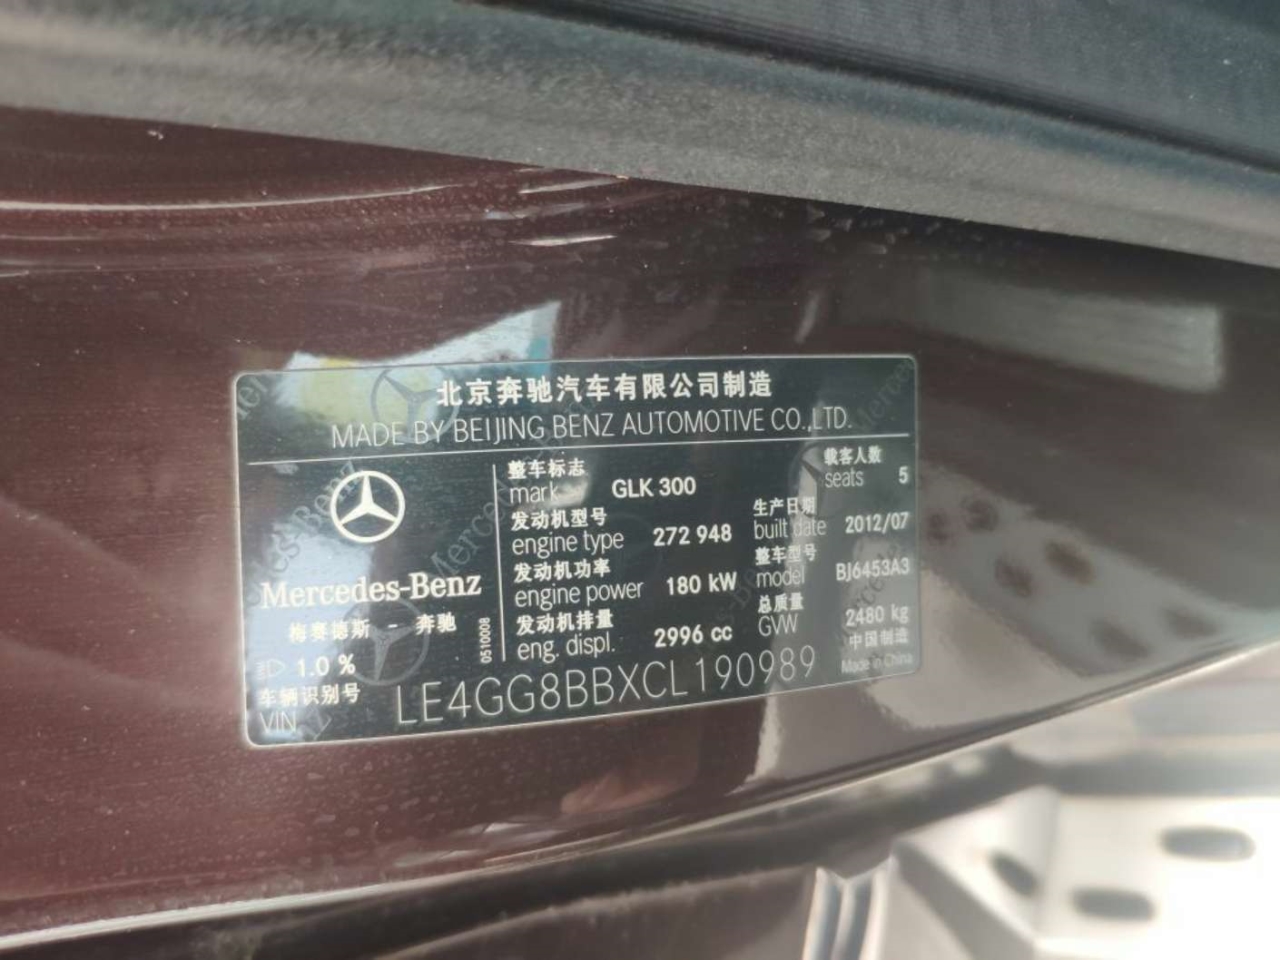 北京奔驰汽车有限公司制造
MADE BY BEIJING BENZ AUTOMOTIVE CO.,LTD.
Mercedes-Benz
梅赛德斯 - 奔驰
1.0 %
0510008
整车标志
mark GLK 300
载客人数
seats 5
发动机型号
engine type 272 948
生产日期
built date 2012/07
发动机功率
engine power 180 kW
整车型号
model BJ6453A3
发动机排量
eng. displ. 2996 cc
总质量
GVW 2480 kg
中国制造
Made in China
车辆识别号
VIN LE4GG8BBXCL190989